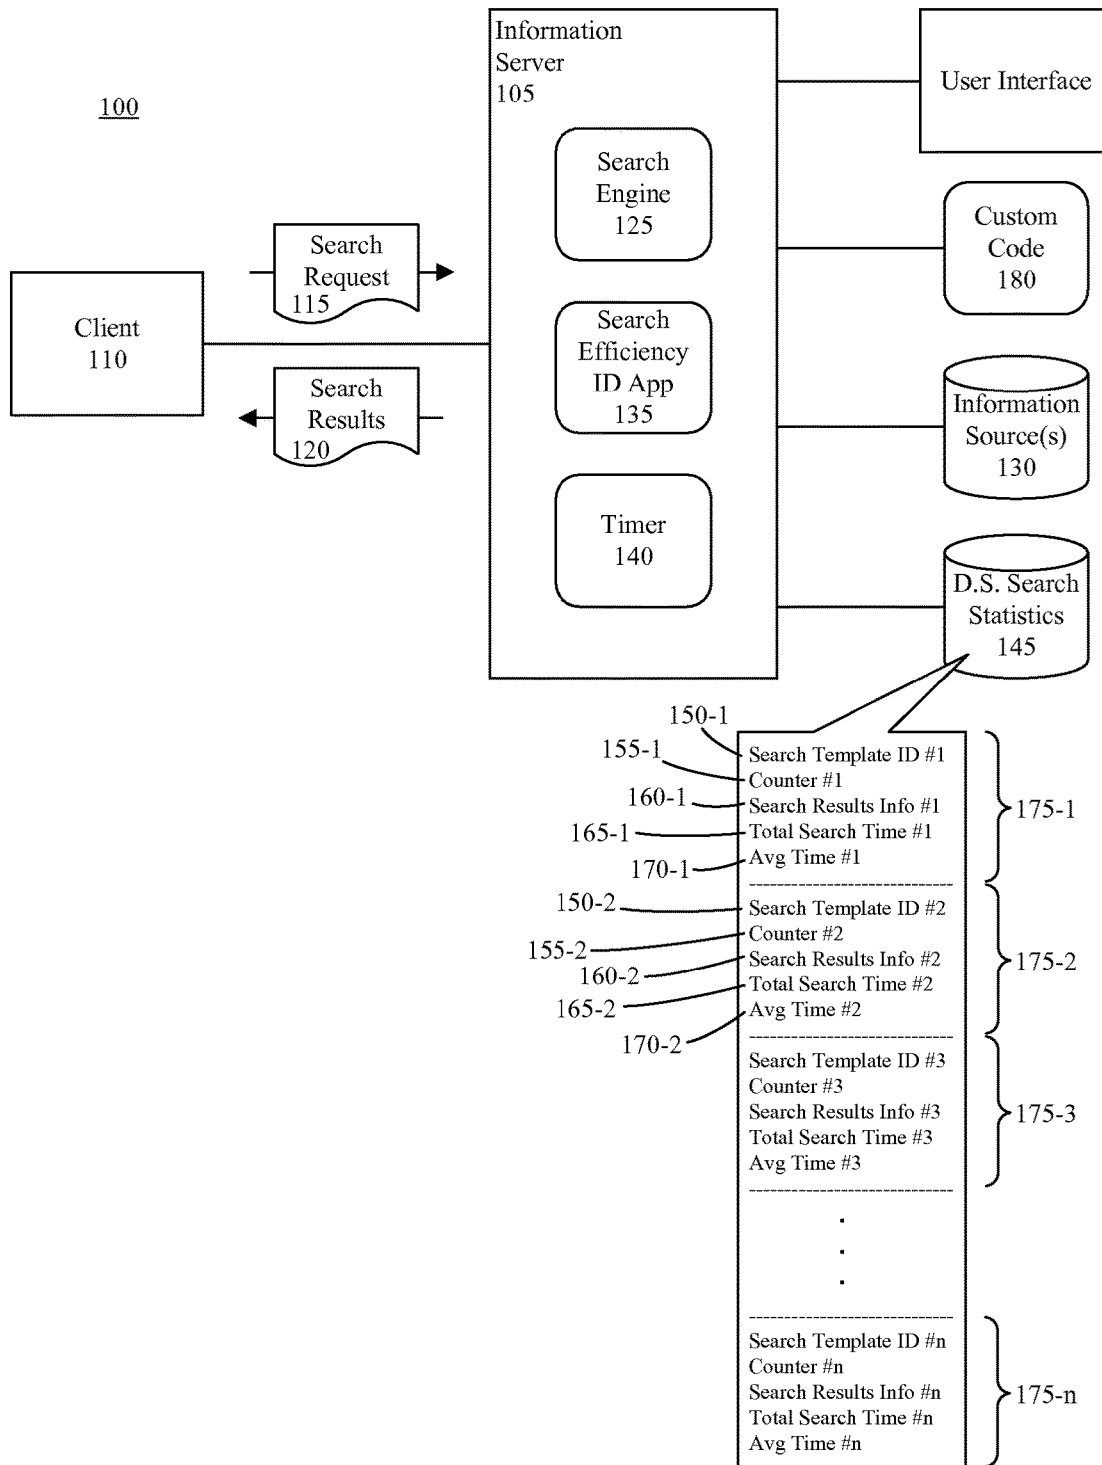 100
Information
Server
105
Search
Engine
125
Search
Efficiency
ID App
135
Timer
140
Client
110
Search
Request
115
Search
Results
120
User Interface
Custom
Code
180
Information
Source(s)
130
D.S. Search
Statistics
145
150-1
155-1
160-1
165-1
170-1
Search Template ID #1
Counter #1
Search Results Info #1
Total Search Time #1
Avg Time #1
175-1
150-2
155-2
160-2
165-2
170-2
Search Template ID #2
Counter #2
Search Results Info #2
Total Search Time #2
Avg Time #2
175-2
Search Template ID #3
Counter #3
Search Results Info #3
Total Search Time #3
Avg Time #3
175-3
Search Template ID #n
Counter #n
Search Results Info #n
Total Search Time #n
Avg Time #n
175-n